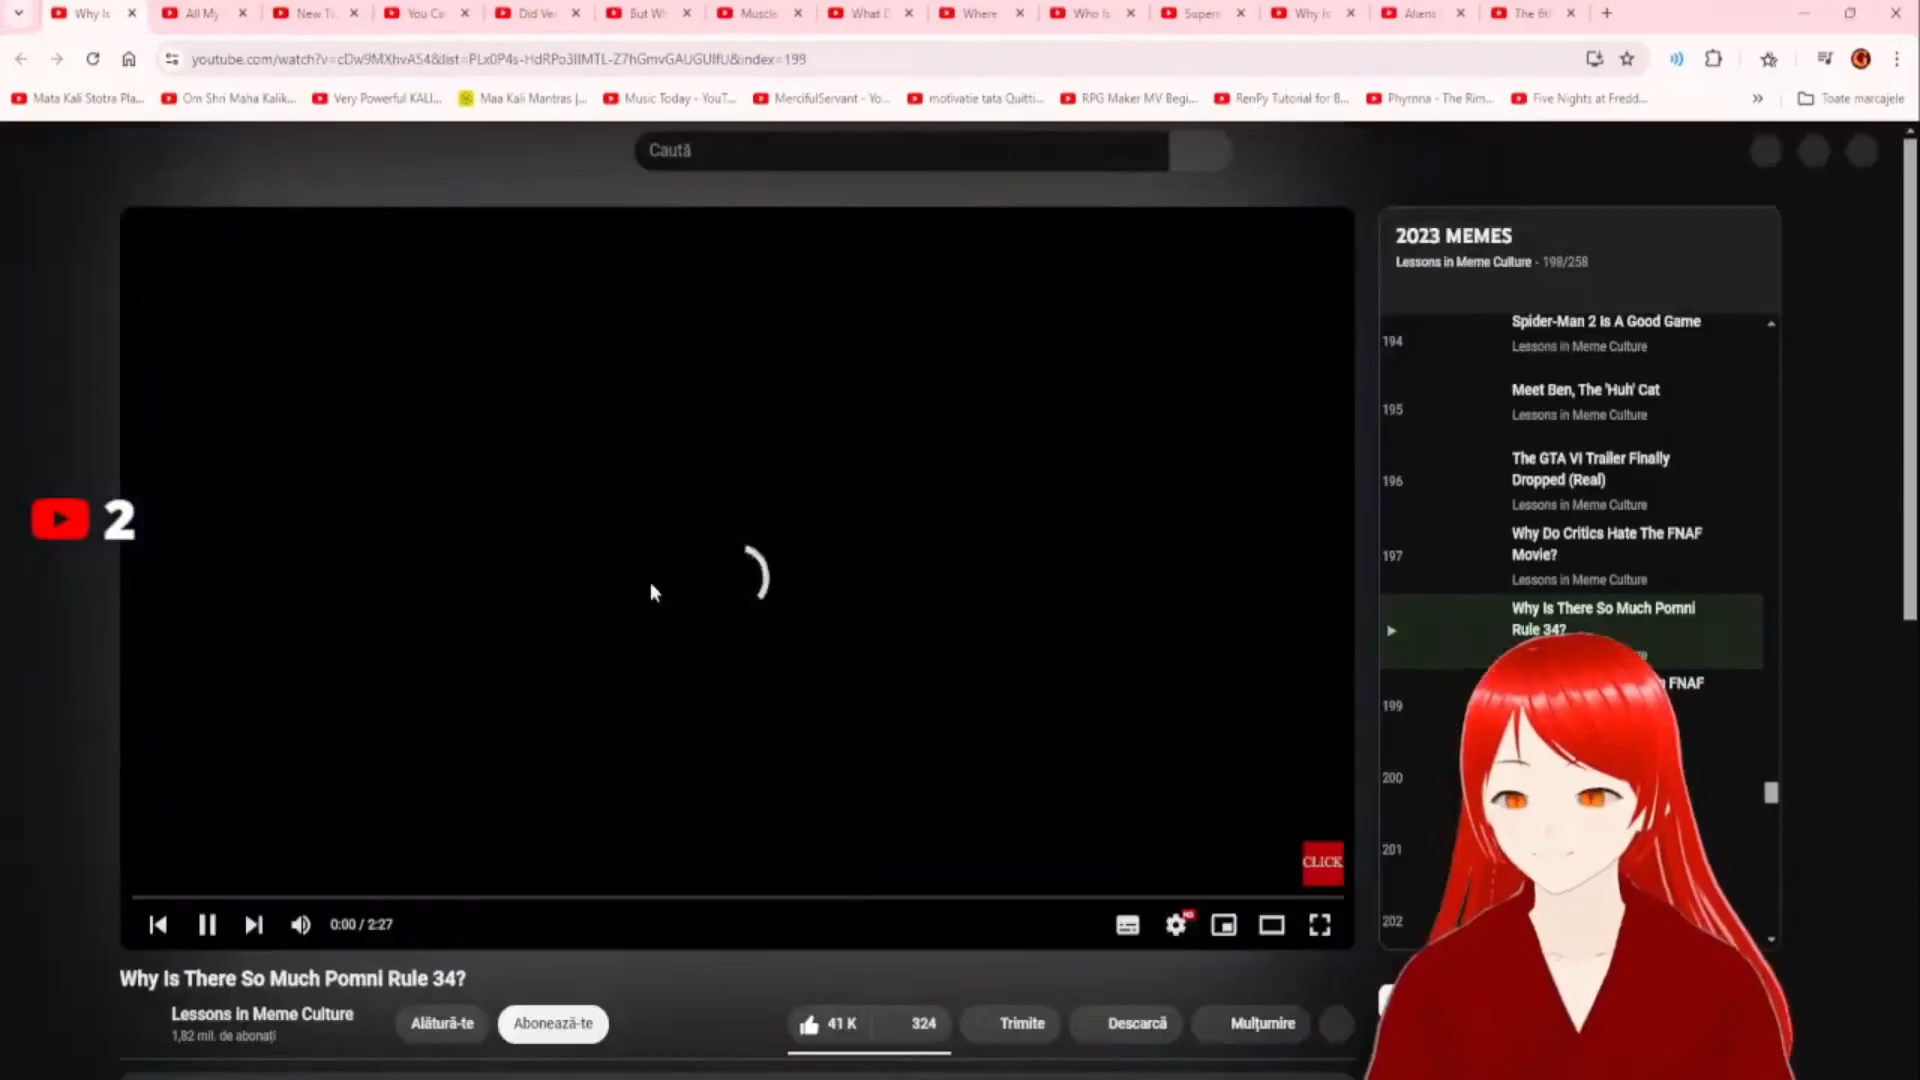 Why Is
All My
New Ti
You Ca
Did Ve
But Wh
Muscle
What D
Where
Who Is
Superm
Why Is
Aliens
The 6t
youtube.com/watch?v=cDw9MXhvA54&list=PLx0P4s-HdRPo3IIMTL-Z7hGmvGAUGUIfU&index=199
Mata Kali Stotra Pla...
Om Shri Maha Kalik...
Very Powerful KALI...
Maa Kali Mantras |...
Music Today - YouT...
MercifulServant - Yo...
motivatie tata Quitti...
RPG Maker MV Begi...
RenPy Tutorial for B...
Phymna - The Rim...
Five Nights at Fredd...
Toate marcajele
Caută
2023 MEMES
Lessons in Meme Culture - 198/258
194
Spider-Man 2 Is A Good Game
Lessons in Meme Culture
195
Meet Ben, The 'Huh' Cat
Lessons in Meme Culture
196
The GTA VI Trailer Finally
Dropped (Real)
Lessons in Meme Culture
197
Why Do Critics Hate The FNAF
Movie?
Lessons in Meme Culture
Why Is There So Much Pomni
Rule 34?
FNAF
199
200
201
202
2
CLICK
0:00 / 2:27
HD
Why Is There So Much Pomni Rule 34?
Lessons in Meme Culture
1,82 mil. de abonați
Alătură-te
Abonează-te
41 K
324
Trimite
Descarcă
Mulțumire